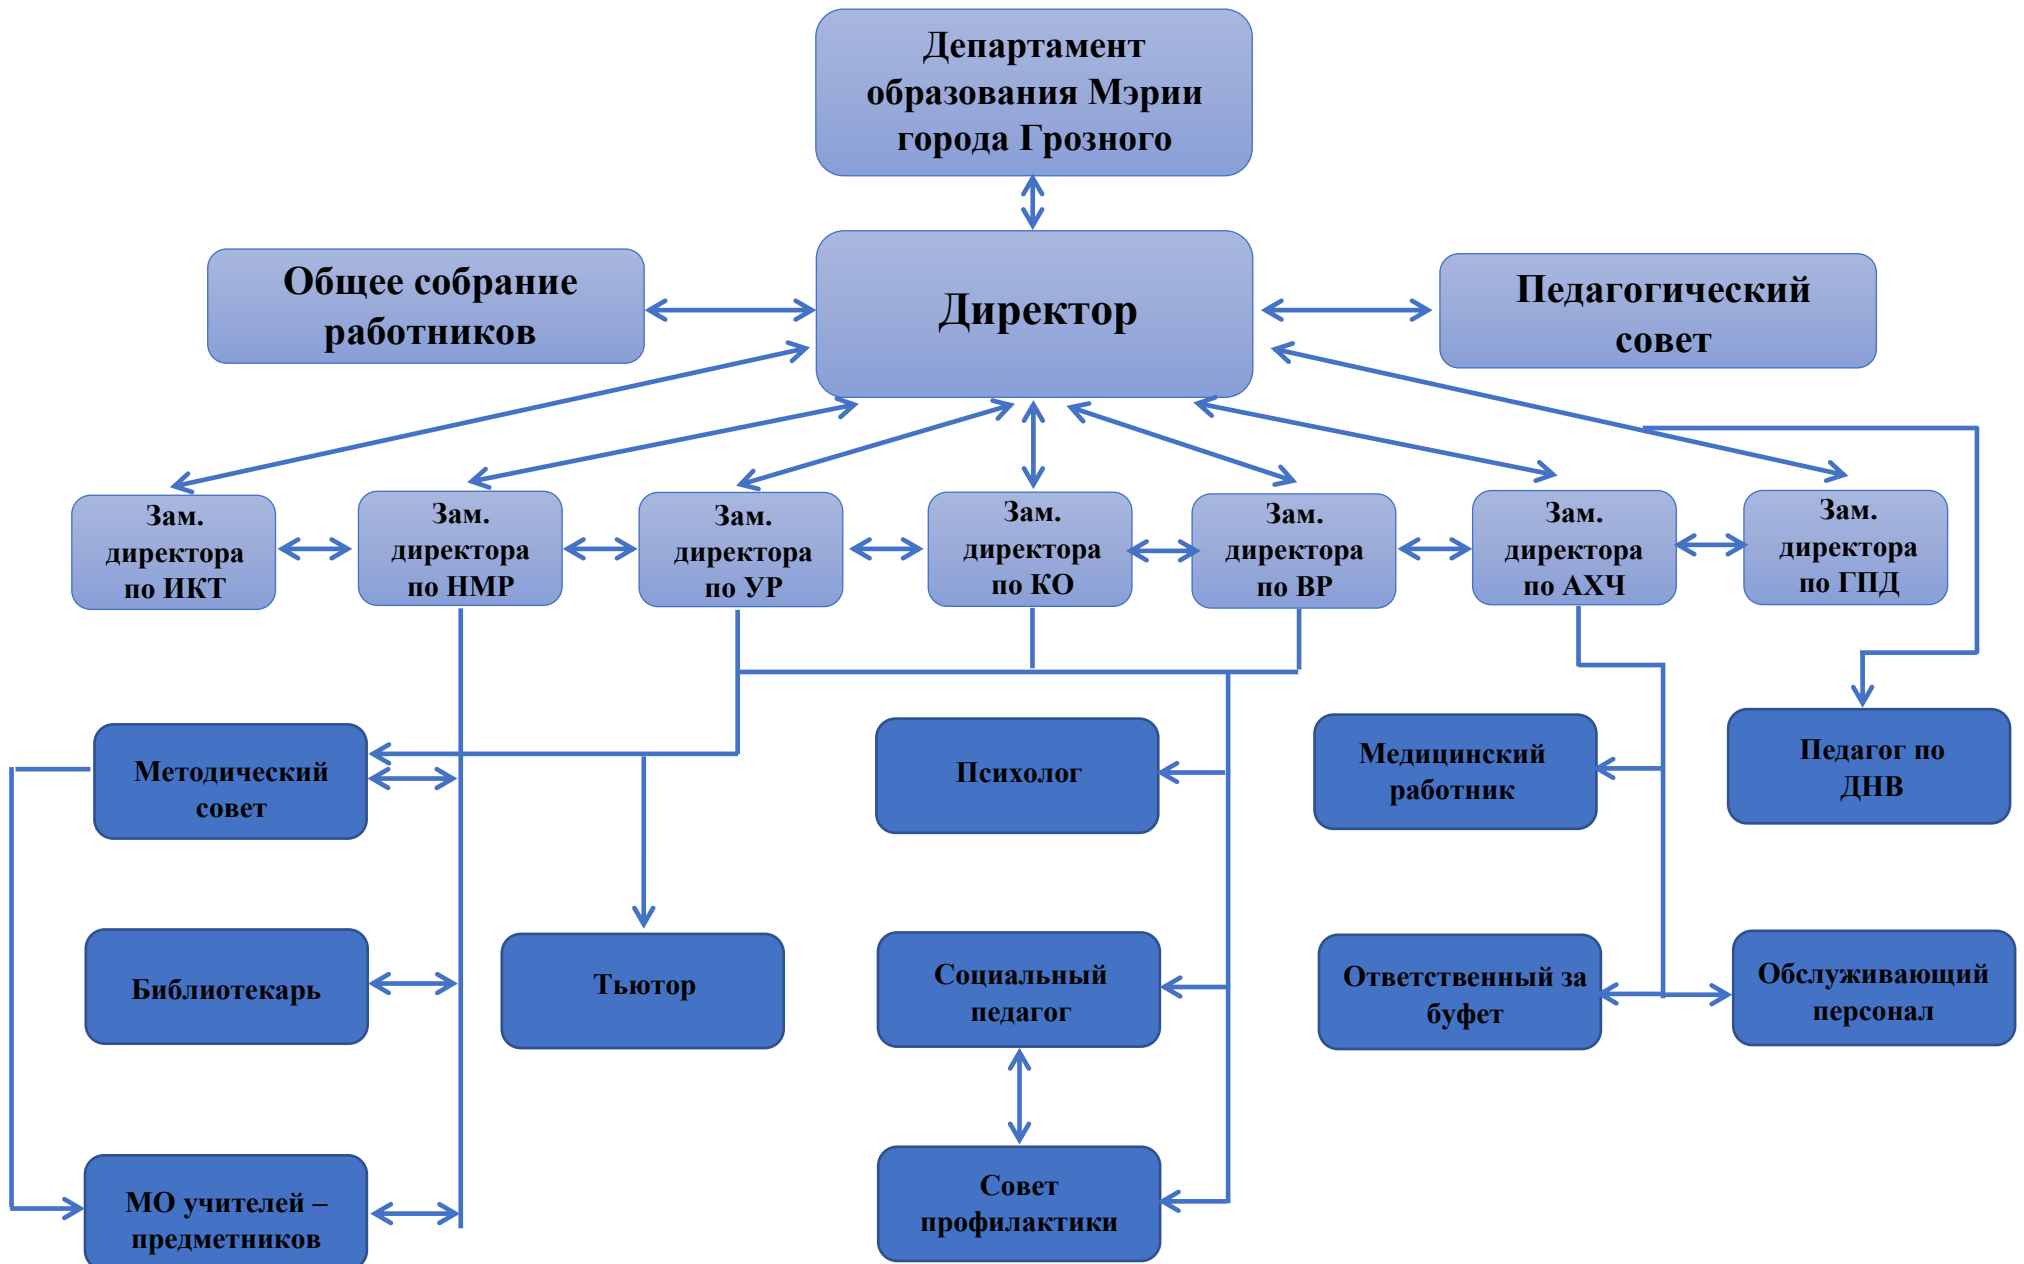 Департамент
образования Мэрии
города Грозного
Общее собрание
работников
Директор
Педагогический
совет
Зам.
директора
по ИКТ
Зам.
директора
по НМР
Зам.
директора
по УР
Зам.
директора
по КО
Зам.
директора
по ВР
Зам.
директора
по АХЧ
Зам.
директора
по ГПД
Методический
совет
Психолог
Медицинский
работник
Педагог по
ДНВ
Библиотекарь
Тьютор
Социальный
педагог
Ответственный за
буфет
Обслуживающий
персонал
МО учителей –
предметников
Совет
профилактики